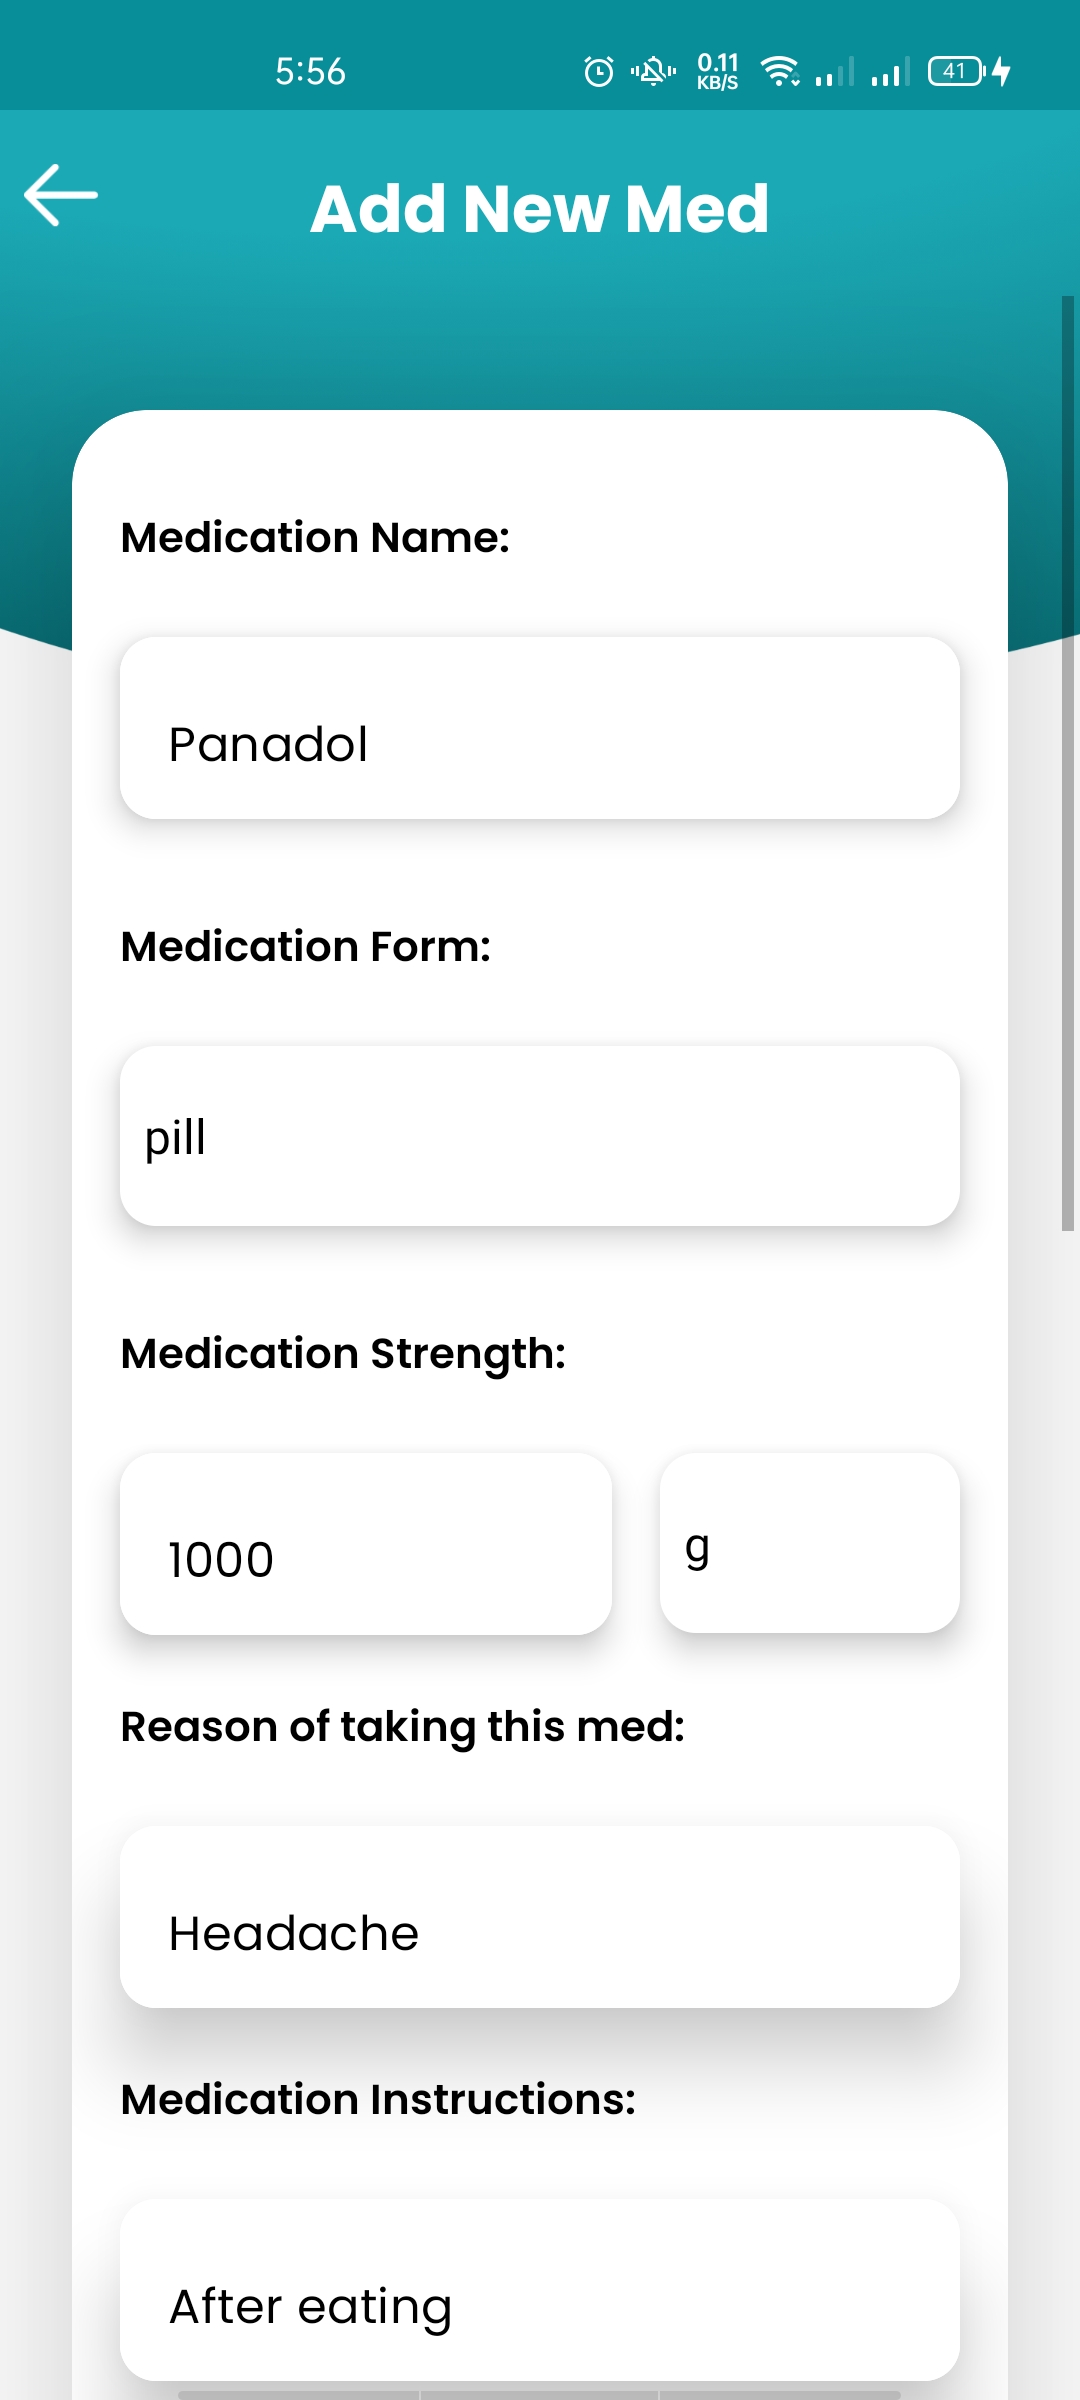 5:56 0.11 KB/S 41
Add New Med
Medication Name:
Panadol
Medication Form:
pill
Medication Strength:
1000 g
Reason of taking this med:
Headache
Medication Instructions:
After eating